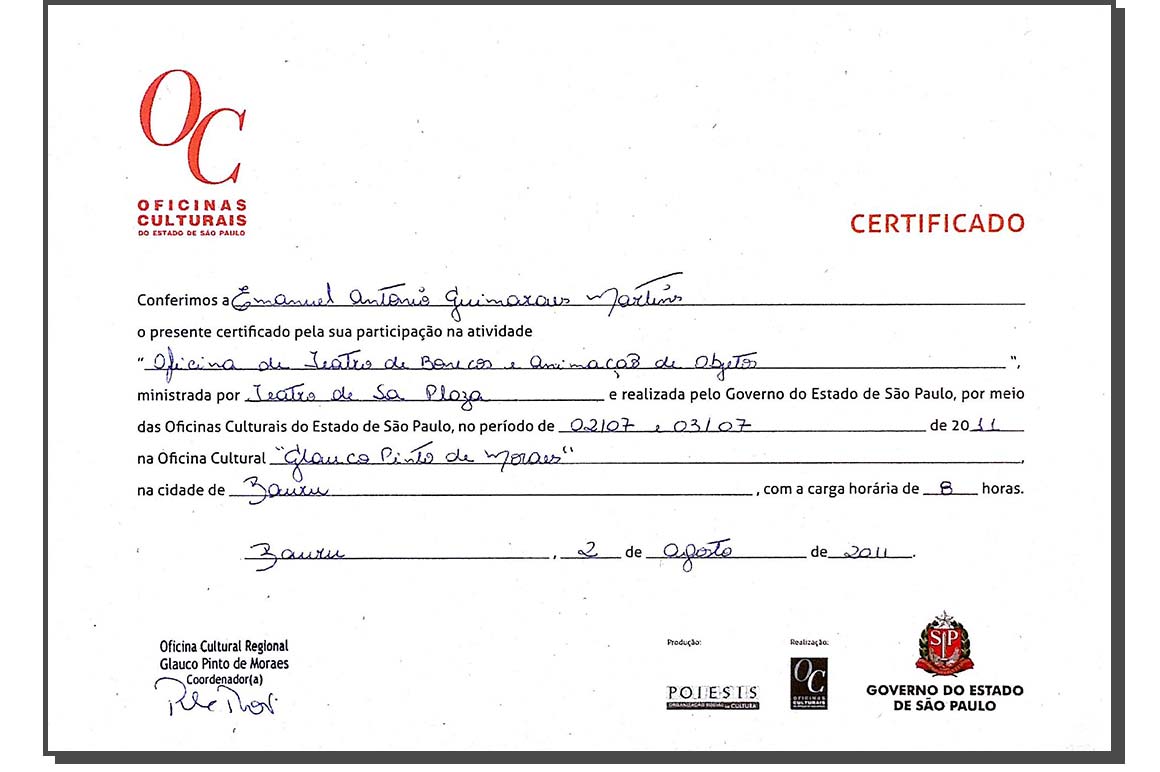 OC
OFICINAS
CULTURAIS
DO ESTADO DE SÃO PAULO
CERTIFICADO
Conferimos a Emanuel Antônio Guimaraes Martins
o presente certificado pela sua participação na atividade
" Oficina de Teatro de Bonecos e Animação de Objetos ",
ministrada por Teatro de Sa Plaza e realizada pelo Governo do Estado de São Paulo, por meio
das Oficinas Culturais do Estado de São Paulo, no período de 02/07 e 03/07 de 2011
na Oficina Cultural "Glauco Pinto de Moraes" ,
na cidade de Bauru , com a carga horária de 8 horas.
Bauru , 2 de agosto de 2011.
Oficina Cultural Regional
Glauco Pinto de Moraes
Coordenador(a)
Produção:
POIESIS
ORGANIZAÇÃO SOCIAL DE CULTURA
Realização:
OC
OFICINAS
CULTURAIS
SP
GOVERNO DO ESTADO
DE SÃO PAULO